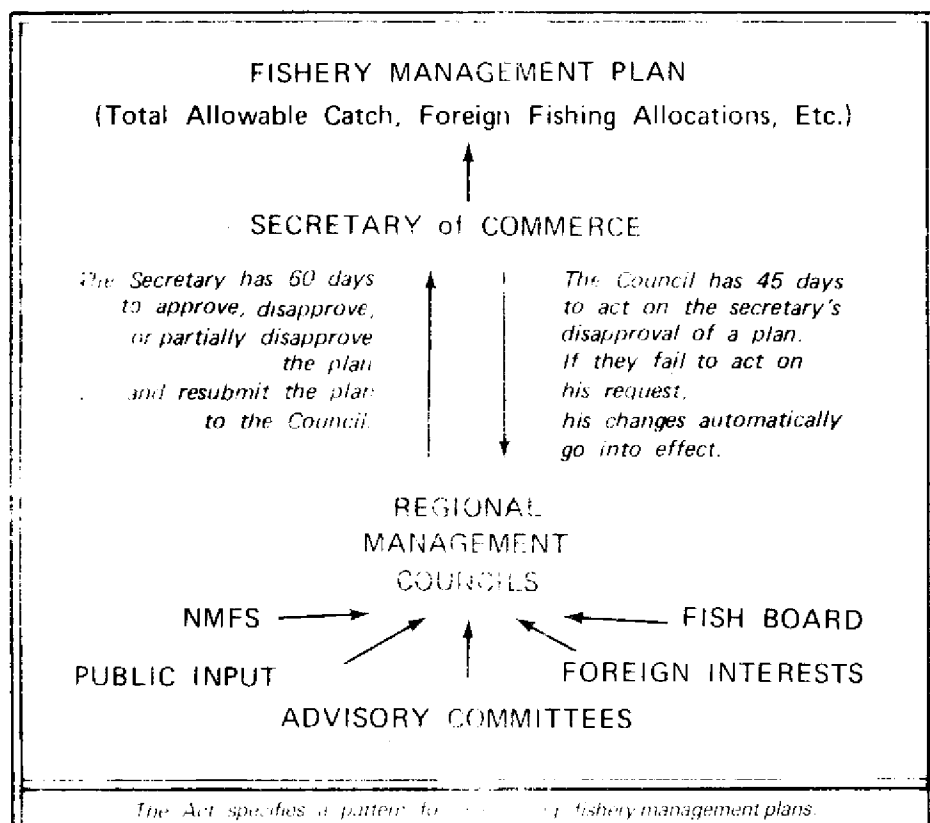 FISHERY MANAGEMENT PLAN
(Total Allowable Catch, Foreign Fishing Allocations, Etc.)
SECRETARY of COMMERCE
The Secretary has 60 days
to approve, disapprove,
or partially disapprove
the plan
and resubmit the plan
to the Council.
The Council has 45 days
to act on the secretary's
disapproval of a plan.
If they fail to act on
his request,
his changes automatically
go into effect.
REGIONAL
MANAGEMENT
COUNCILS
NMFS
FISH BOARD
PUBLIC INPUT
FOREIGN INTERESTS
ADVISORY COMMITTEES
The Act specifies a pattern fishery management plans.